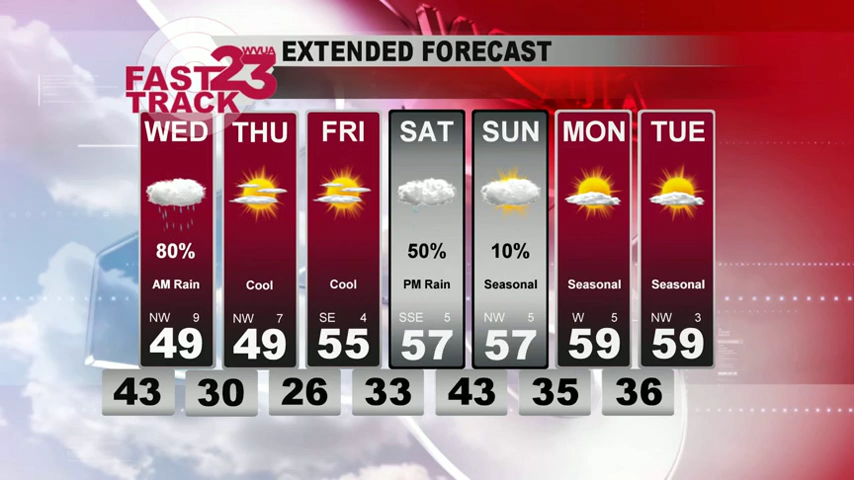 WVUA
23
FAST
TRACK
EXTENDED FORECAST
WED THU FRI SAT SUN MON TUE
80% 50% 10%
AM Rain Cool Cool PM Rain Seasonal Seasonal Seasonal
NW 9 NW 7 SE 4 SSE 5 NW 5 W 5 NW 3
49 49 55 57 57 59 59
43 30 26 33 43 35 36